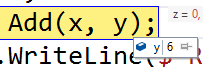 Add(x, y); z = 0,
y 6
.WriteLine($"R